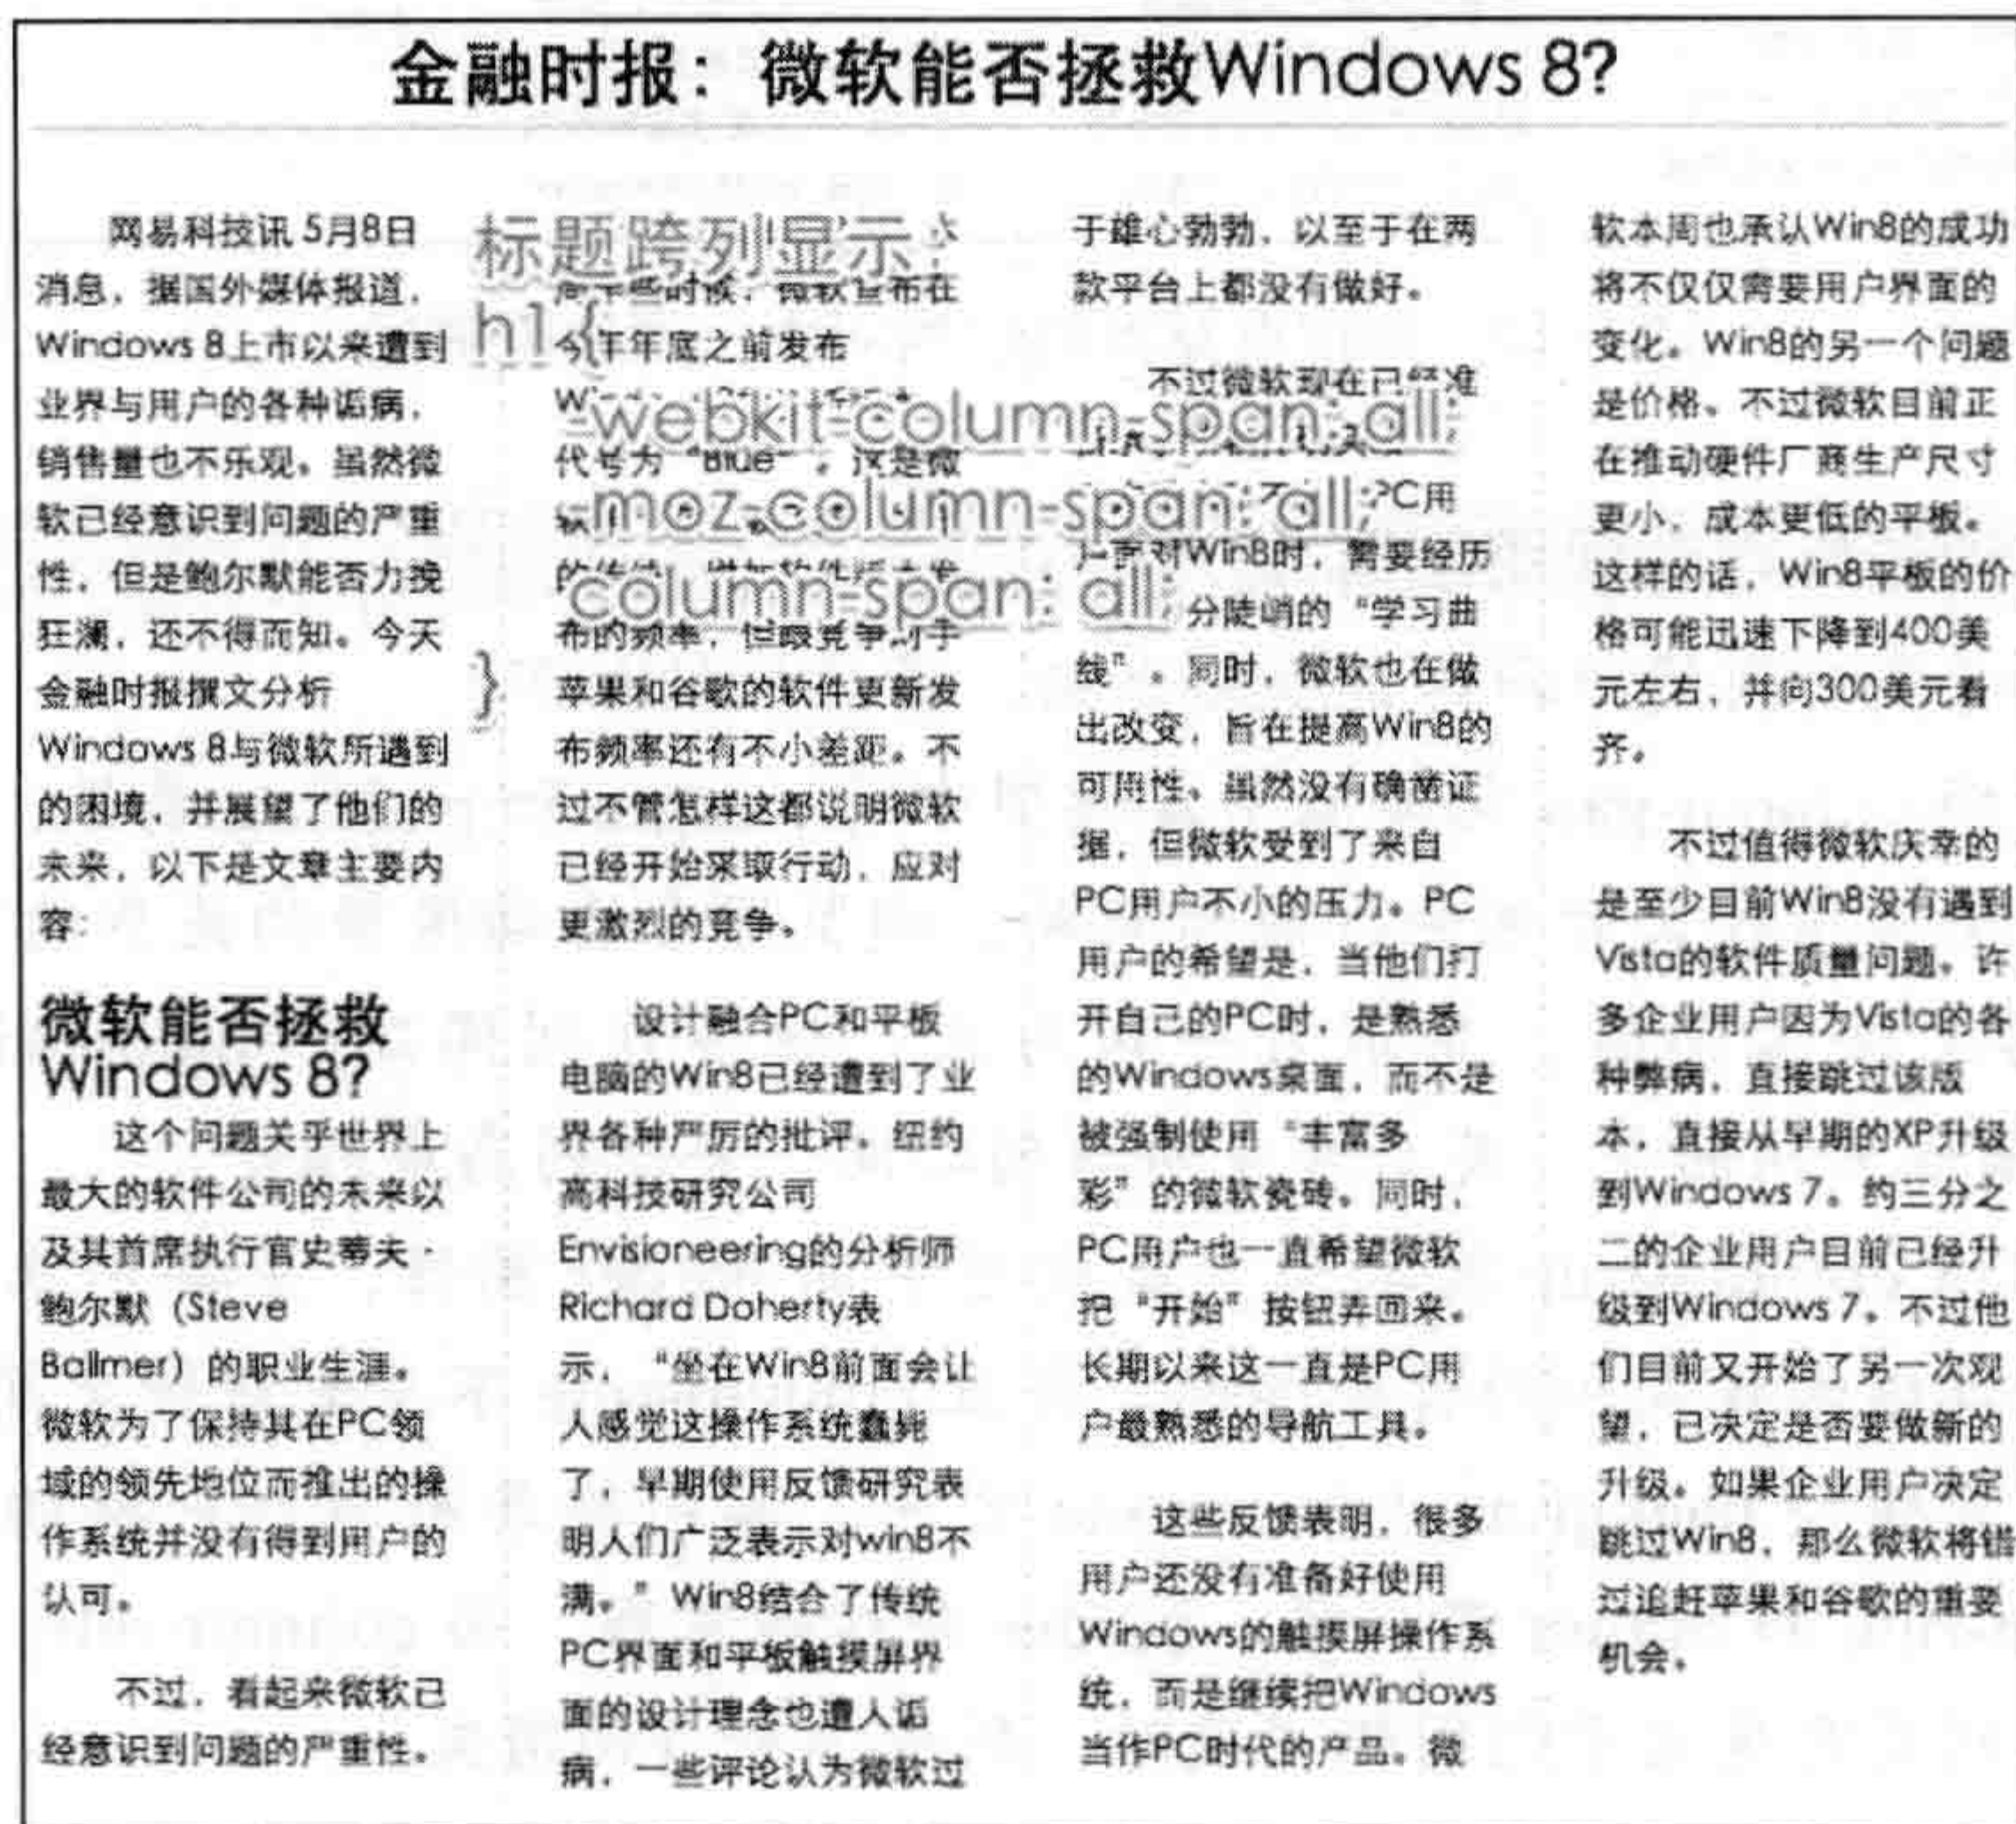 金融时报：微软能否拯救Windows 8?
网易科技讯 5月8日
消息，据国外媒体报道，
Windows 8上市以来遭到
业界与用户的各种诟病，
销售量也不乐观。虽然微
软已经意识到问题的严重
性，但是鲍尔默能否力挽
狂澜，还不得而知。今天
金融时报撰文分析
Windows 8与微软所遇到
的困境，并展望了他们的
未来，以下是文章主要内
容：
微软能否拯救
Windows 8?
这个问题关乎世界上
最大的软件公司的未来以
及其首席执行官史蒂夫·
鲍尔默（Steve
Ballmer）的职业生涯。
微软为了保持其在PC领
域的领先地位而推出的操
作系统并没有得到用户的
认可。
不过，看起来微软已
经意识到问题的严重性。
标题跨列显示：
h1{
-webkit-column-span: all;
-moz-column-span: all;
column-span: all;
}
周早些时候，微软宣布在
今年年底之前发布
代号为“Blue”。这是微
布的频率，但跟竞争对手
苹果和谷歌的软件更新发
布频率还有不小差距。不
过不管怎样这都说明微软
已经开始采取行动，应对
更激烈的竞争。
设计融合PC和平板
电脑的Win8已经遭到了业
界各种严厉的批评。纽约
高科技研究公司
Envisioneering的分析师
Richard Doherty表
示，“坐在Win8前面会让
人感觉这操作系统蠢毙
了，早期使用反馈研究表
明人们广泛表示对win8不
满。”Win8结合了传统
PC界面和平板触摸屏界
面的设计理念也遭人诟
病，一些评论认为微软过
于雄心勃勃，以至于在两
款平台上都没有做好。
不过微软现在已经准
PC用
户面对Win8时，需要经历
分陡峭的“学习曲
线”。同时，微软也在做
出改变，旨在提高Win8的
可用性。虽然没有确凿证
据，但微软受到了来自
PC用户不小的压力。PC
用户的希望是，当他们打
开自己的PC时，是熟悉
的Windows桌面，而不是
被强制使用“丰富多
彩”的微软瓷砖。同时，
PC用户也一直希望微软
把“开始”按钮弄回来。
长期以来这一直是PC用
户最熟悉的导航工具。
这些反馈表明，很多
用户还没有准备好使用
Windows的触摸屏操作系
统，而是继续把Windows
当作PC时代的产品。微
软本周也承认Win8的成功
将不仅仅需要用户界面的
变化。Win8的另一个问题
是价格。不过微软目前正
在推动硬件厂商生产尺寸
更小，成本更低的平板。
这样的话，Win8平板的价
格可能迅速下降到400美
元左右，并向300美元看
齐。
不过值得微软庆幸的
是至少目前Win8没有遇到
Vista的软件质量问题。许
多企业用户因为Vista的各
种弊病，直接跳过该版
本，直接从早期的XP升级
到Windows 7。约三分之
二的企业用户目前已经升
级到Windows 7。不过他
们目前又开始了另一次观
望，已决定是否要做新的
升级。如果企业用户决定
跳过Win8，那么微软将错
过追赶苹果和谷歌的重要
机会。